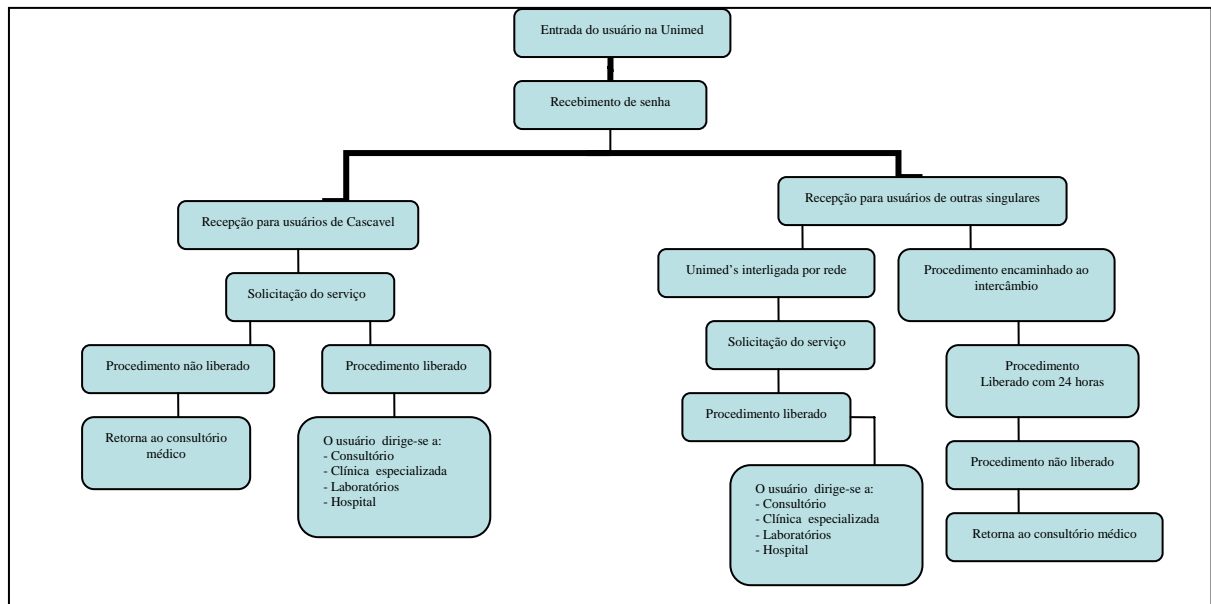 Entrada do usuário na Unimed
Recebimento de senha
Recepção para usuários de Cascavel
Solicitação do serviço
Procedimento não liberado
Procedimento liberado
Retorna ao consultório
médico
O usuário dirige-se a:
- Consultório
- Clínica especializada
- Laboratórios
- Hospital
Recepção para usuários de outras singulares
Unimed's interligada por rede
Solicitação do serviço
Procedimento liberado
O usuário dirige-se a:
- Consultório
- Clínica especializada
- Laboratórios
- Hospital
Procedimento encaminhado ao
intercâmbio
Procedimento
Liberado com 24 horas
Procedimento não liberado
Retorna ao consultório médico